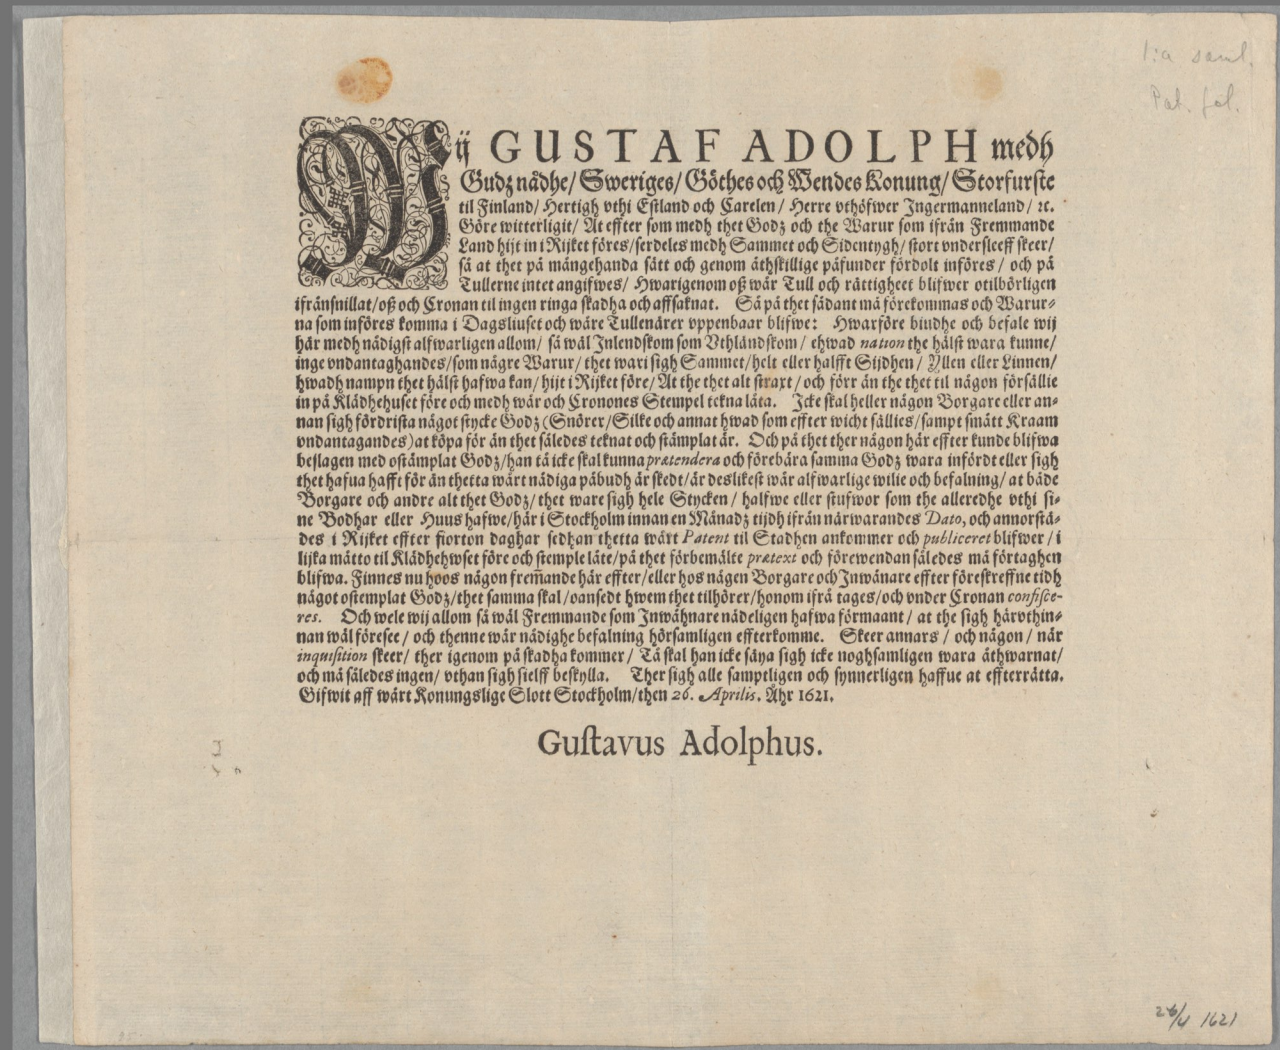 1:a saml.
Pat. fol.
Wij GUSTAF ADOLPH medh
Gudz nådhe/ Sweriges/ Göthes och Wendes Konung/ Storfurste
til Finland/ Hertigh vthi Estland och Carelen/ Herre vthöfwer Ingermanneland/ ꝛc.
Göre witterligit/ At effter som medh thet Godz och the Warur som ifrån Fremmande
Land hijt in i Rijket föres/ serdeles medh Sammet och Sidentygh/ stort vndersleeff skeer/
så at thet på mångehanda sätt och genom åthskillige påfunder fördolt införes/ och på
Tullerne intet angifwes/ Hwarigenom oß wår Tull och rättigheet blifwer otilbörligen
ifrånsnillat/ oß och Cronan til ingen ringa skadha och affsaknat. Så på thet sådant må förekommas och Warur-
na som införes komma i Dagsliuset och wåre Tullenärer vppenbaar blifwe: Hwarföre biudhe och befale wij
här medh nådigst alfwarligen allom/ så wäl Inlendskom som Vthländskom/ ehwad nation the hälst wara kunne/
inge vndantaghandes/ som någre Warur/ thet wari sigh Sammet/ helt eller halfft Sijdhen/ Yllen eller Linnen/
hwadh nampn thet hälst hafwa kan/ hijt i Rijket före/ At the thet alt straxt/ och förr än the thet til någon försällie
in på Klädhehuset före och medh wår och Cronones Stempel tekna låta. Icke skal heller någon Borgare eller an-
nan sigh fördrista något stycke Godz (Snörer/ Silke och annat hwad som effter wicht sällies/ sampt smått Kraam
vndantagandes) at köpa för än thet således teknat och stämplat är. Och på thet ther någon här effter kunde blifwa
beslagen med ostämplat Godz/ han tå icke skal kunna prætendera och förebära samma Godz wara infördt eller sigh
thet hafua hafft för än thetta wårt nådiga påbudh är skedt/ är deslikest wår alfwarlige wilie och befalning/ at både
Borgare och andre alt thet Godz/ thet ware sigh hele Stycken/ halfwe eller stufwor som the alleredhe vthi si-
ne Bodhar eller Huus hafwe/ här i Stockholm innan en Månadz tijdh ifrån närwarandes Dato, och annorstä-
des i Rijket effter fiorton daghar sedhan thetta wårt Patent til Stadhen ankommer och publiceret blifwer/ i
lijka måtto til Klädhehwset före och stemple låte/ på thet förbemälte prætext och förewendan således må förtaghen
blifwa. Finnes nu hoos någon frem̃ande här effter/ eller hos någen Borgare och Inwånare effter föreskreffne tidh
något ostemplat Godz/ thet samma skal/ oansedt hwem thet tilhörer/ honom ifrå tages/ och vnder Cronan confisce-
res. Och wele wij allom så wäl Fremmande som Inwåhnare nådeligen hafwa förmaant/ at the sigh härvthin-
nan wäl föresee/ och thenne wår nådighe befalning hörsamligen effterkomme. Skeer annars/ och någon/ när
inquisition skeer/ ther igenom på skadha kommer/ Tå skal han icke säya sigh icke noghsamligen wara åthwarnat/
och må således ingen/ vthan sigh sielff beskylla. Ther sigh alle samptligen och synnerligen haffue at effterrätta.
Gifwit aff wårt Konungslige Slott Stockholm/ then 26. Aprilis. Åhr 1621.
Gustavus Adolphus.
26/4 1621